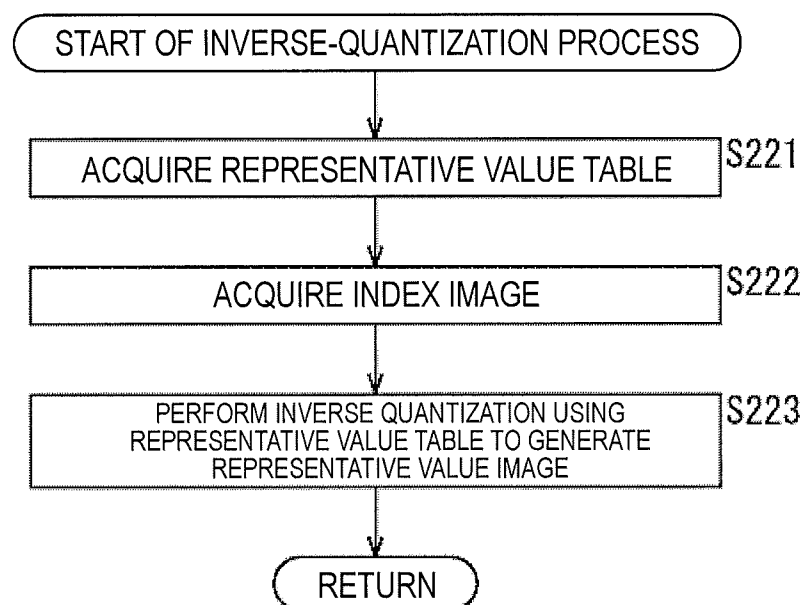 START OF INVERSE-QUANTIZATION PROCESS
ACQUIRE REPRESENTATIVE VALUE TABLE
S221
ACQUIRE INDEX IMAGE
S222
PERFORM INVERSE QUANTIZATION USING
REPRESENTATIVE VALUE TABLE TO GENERATE
REPRESENTATIVE VALUE IMAGE
S223
RETURN